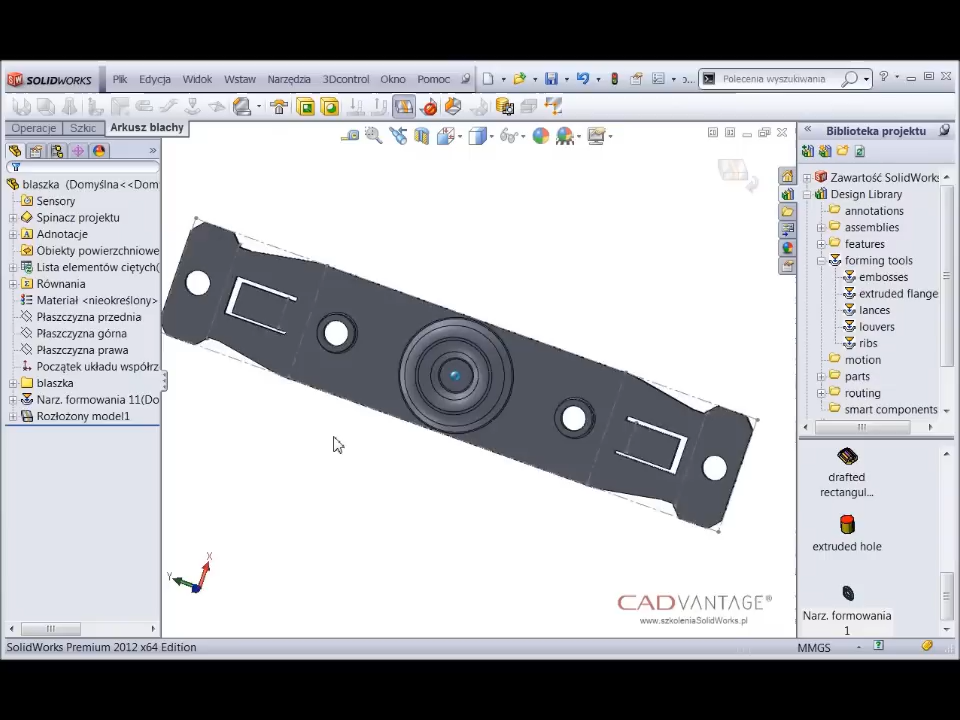 SOLIDWORKS Plik Edycja Widok Wstaw Narzędzia 3Dcontrol Okno Pomoc Polecenia wyszukiwania
Operacje Szkic Arkusz blachy
Biblioteka projektu
blaszka (Domyślna<<Dom
Sensory
Spinacz projektu
Adnotacje
Obiekty powierzchniowe
Lista elementów ciętych(
Równania
Materiał <nieokreślony>
Płaszczyzna przednia
Płaszczyzna górna
Płaszczyzna prawa
Początek układu współrz
blaszka
Narz. formowania 11(Do
Rozłożony model1
Zawartość SolidWorks
Design Library
annotations
assemblies
features
forming tools
embosses
extruded flange
lances
louvers
ribs
motion
parts
routing
smart components
drafted
rectangul...
extruded hole
Narz. formowania
1
X
Y
CADVANTAGE®
www.szkoleniaSolidWorks.pl
SolidWorks Premium 2012 x64 Edition
MMGS